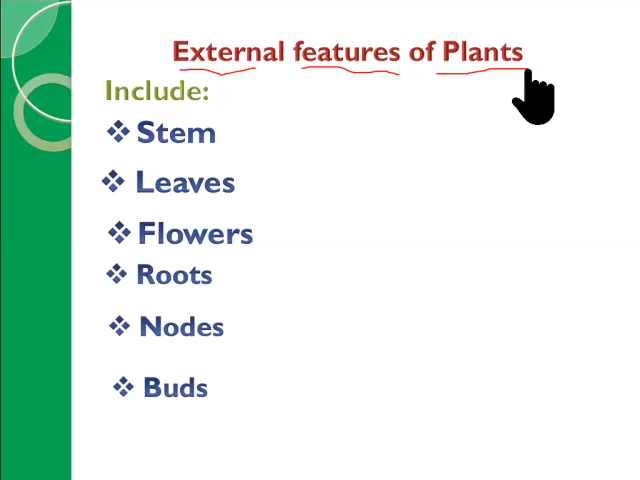 External features of Plants
Include:
❖ Stem
❖ Leaves
❖ Flowers
❖ Roots
❖ Nodes
❖ Buds